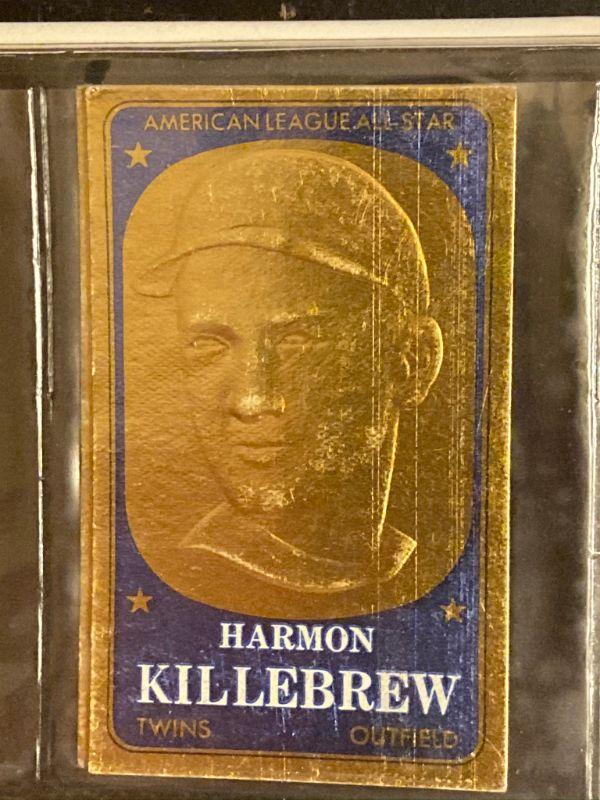 AMERICAN LEAGUE ALL-STAR
HARMON
KILLEBREW
TWINS OUTFIELD